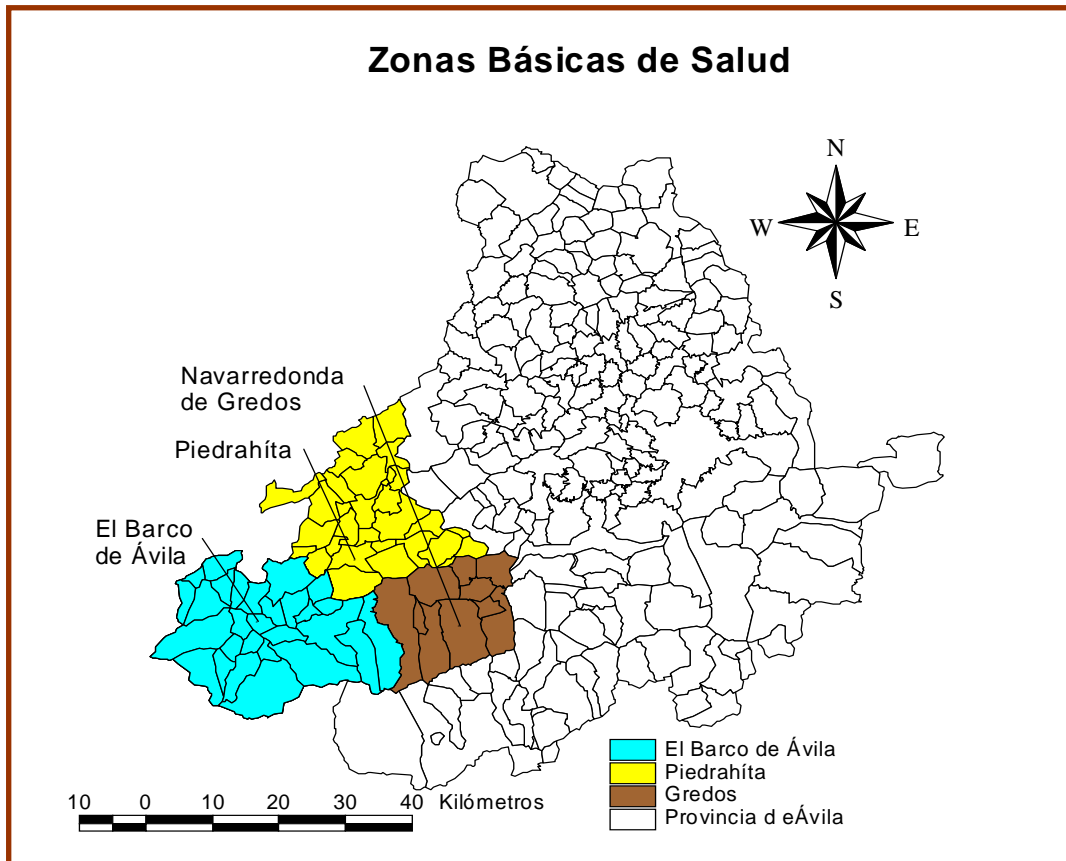 Zonas Básicas de Salud
N
W
E
S
Navarredonda
de Gredos
Piedrahíta
El Barco
de Ávila
El Barco de Ávila
Piedrahíta
Gredos
Provincia d eÁvila
10 0 10 20 30 40 Kilómetros